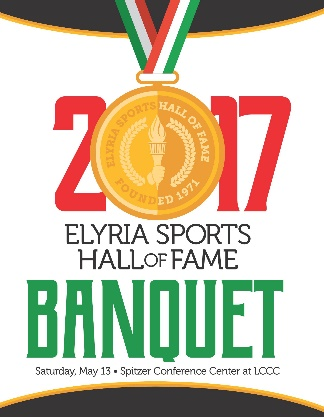 2017
ELYRIA SPORTS HALL OF FAME
FOUNDED 1971
ELYRIA SPORTS
HALL OF FAME
BANQUET
Saturday, May 13 • Spitzer Conference Center at LCCC